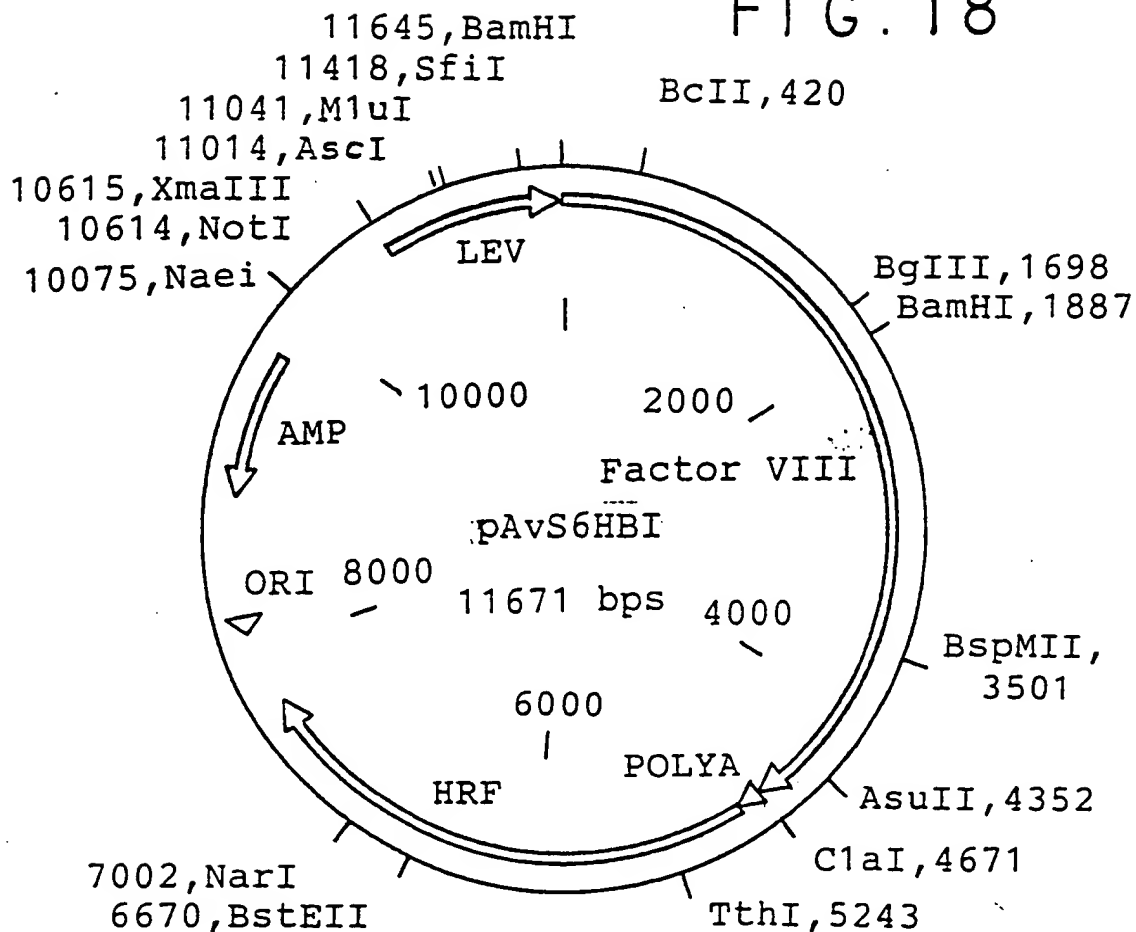 FIG. 18
11645,BamHI
11418,SfiI
11041,M1uI
11014,AscI
10615,XmaIII
10614,NotI
10075,Naei
BcII,420
LEV
BgIII,1698
BamHI,1887
10000
2000
AMP
Factor VIII
pAvS6HBI
ORI
8000
11671 bps
4000
BspMII,
3501
6000
POLYA
HRF
AsuII,4352
C1aI,4671
7002,NarI
6670,BstEII
TthI,5243